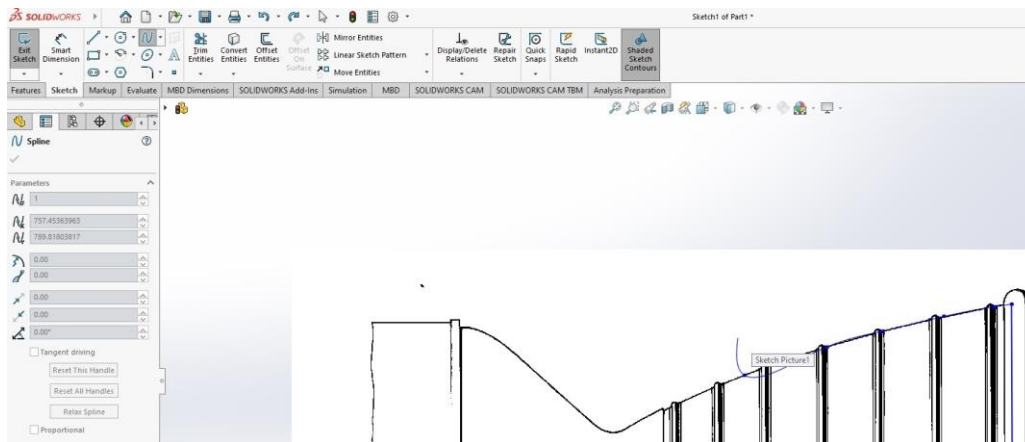 SOLIDWORKS
Sketch1 of Part1 *
Exit Sketch
Smart Dimension
Trim Entities
Convert Entities
Offset Entities
Offset On Surface
Mirror Entities
Linear Sketch Pattern
Move Entities
Display/Delete Relations
Repair Sketch
Quick Snaps
Rapid Sketch
Instant2D
Shaded Sketch Contours
Features Sketch Markup Evaluate MBD Dimensions SOLIDWORKS Add-Ins Simulation MBD SOLIDWORKS CAM SOLIDWORKS CAM TBM Analysis Preparation
Spline
Parameters
1
757.45363963
789.81803817
0.00
0.00
0.00
0.00
0.00°
Tangent driving
Reset This Handle
Reset All Handles
Relax Spline
Proportional
Sketch Picture1